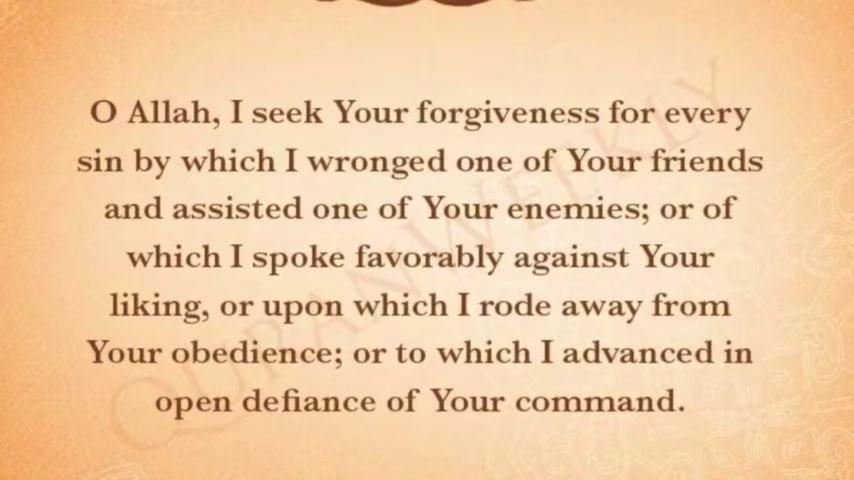 O Allah, I seek Your forgiveness for every
sin by which I wronged one of Your friends
and assisted one of Your enemies; or of
which I spoke favorably against Your
liking, or upon which I rode away from
Your obedience; or to which I advanced in
open defiance of Your command.
QURANWEEKLY